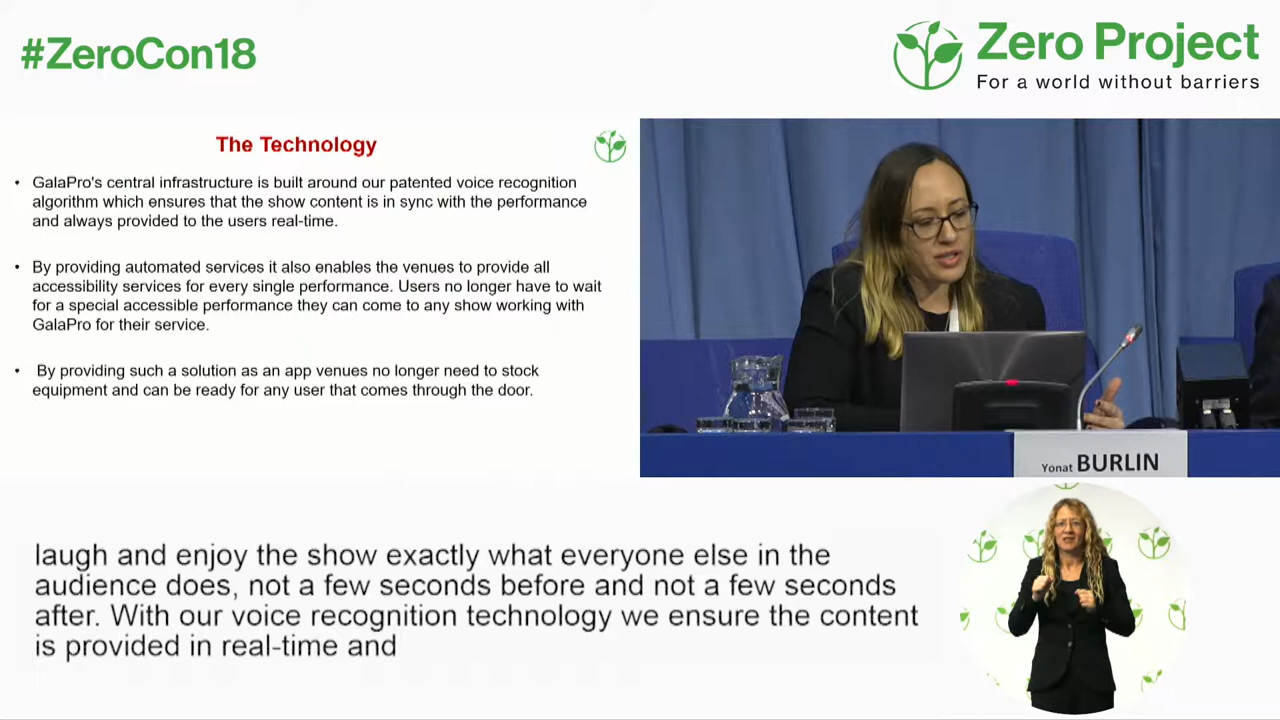 #ZeroCon18
Zero Project
For a world without barriers
The Technology
• GalaPro's central infrastructure is built around our patented voice recognition
algorithm which ensures that the show content is in sync with the performance
and always provided to the users real-time.
• By providing automated services it also enables the venues to provide all
accessibility services for every single performance. Users no longer have to wait
for a special accessible performance they can come to any show working with
GalaPro for their service.
• By providing such a solution as an app venues no longer need to stock
equipment and can be ready for any user that comes through the door.
Yonat BURLIN
laugh and enjoy the show exactly what everyone else in the
audience does, not a few seconds before and not a few seconds
after. With our voice recognition technology we ensure the content
is provided in real-time and